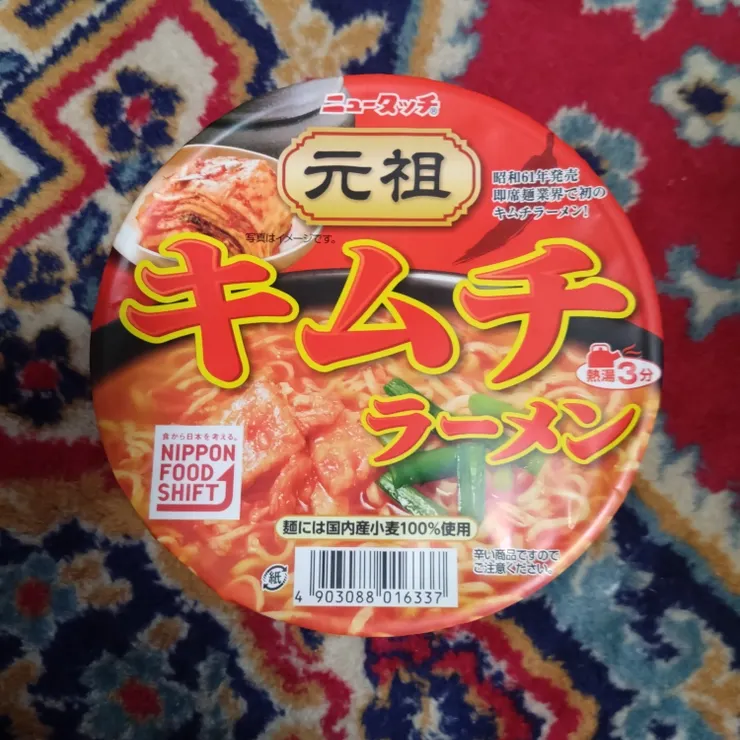 ニュータッチ®
元祖
昭和61年発売
即席麺業界で初の
キムチラーメン!
写真はイメージです。
キムチ
熱湯3分
ラーメン
食から日本を考える。
NIPPON
FOOD
SHIFT
麺には国内産小麦100%使用
辛い商品ですので
ご注意ください。
紙
4 903088 016337